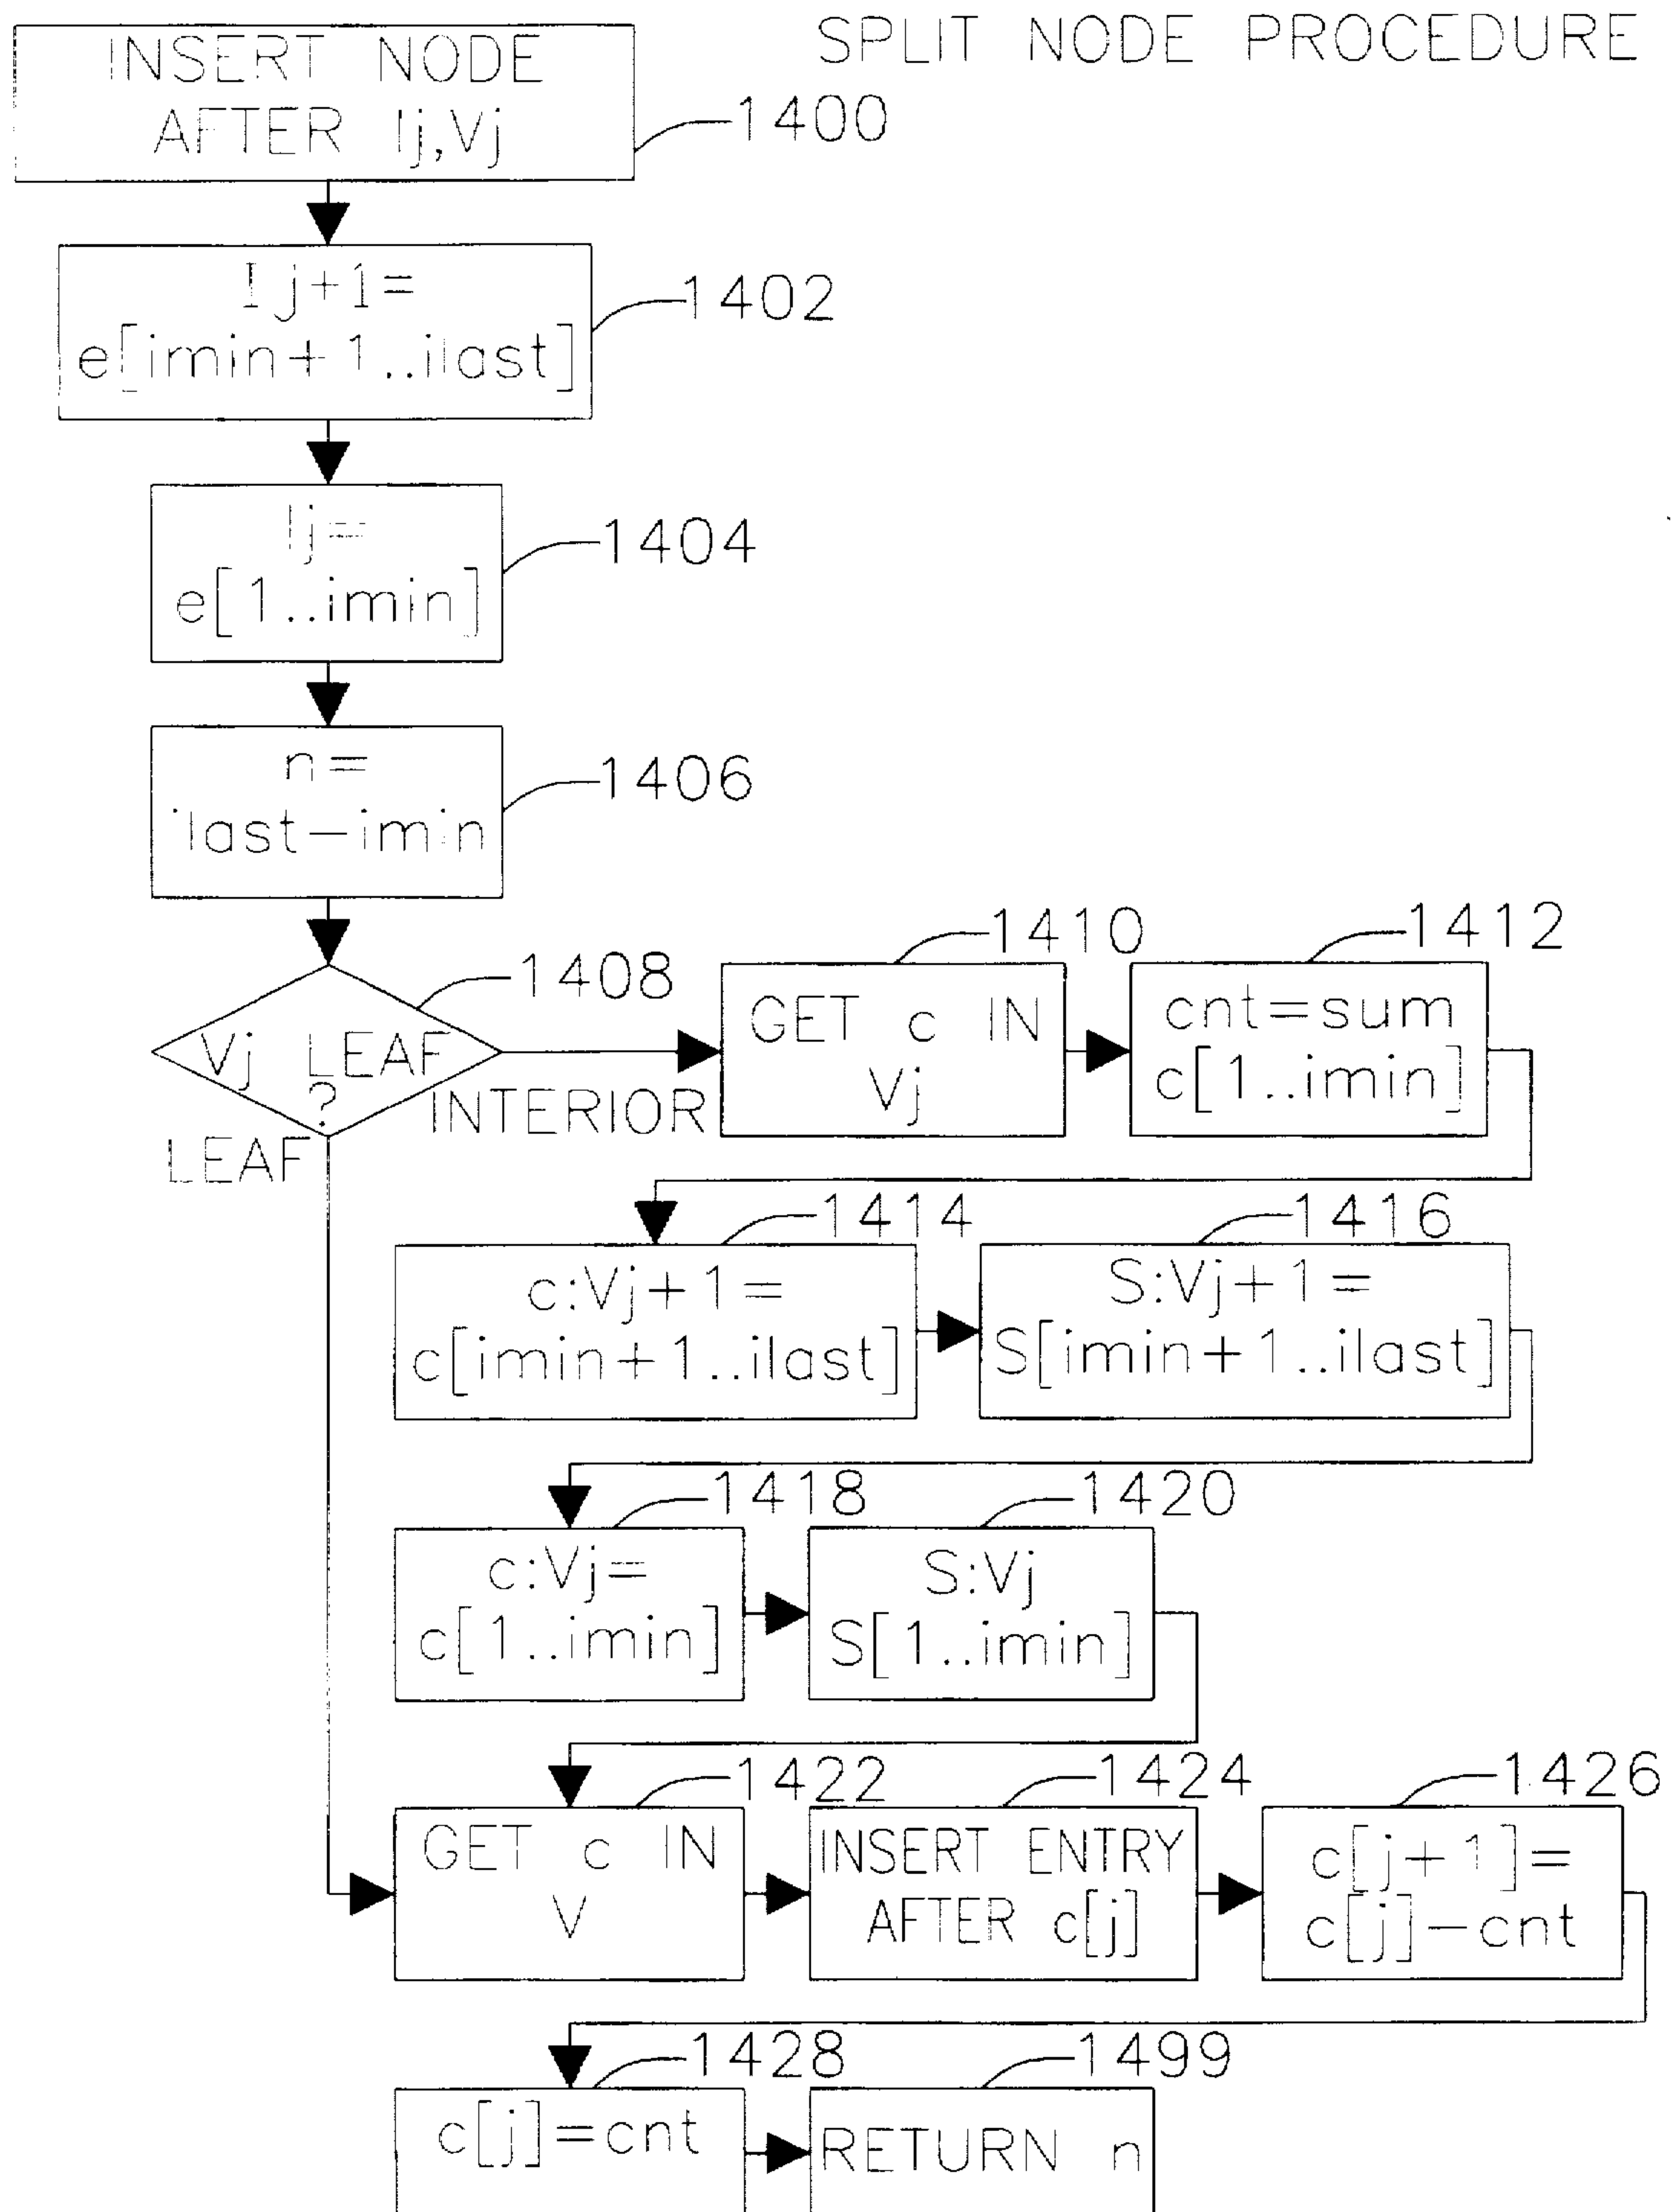 SPLIT NODE PROCEDURE
INSERT NODE
AFTER Ij,Vj
1400
Ij+1=
e[imin+1..ilast]
1402
Ij=
e[1..imin]
1404
n=
ilast-imin
1406
Vj LEAF
?
1408
INTERIOR
LEAF
GET c IN
Vj
1410
cnt=sum
c[1..imin]
1412
c:Vj+1=
c[imin+1..ilast]
1414
S:Vj+1=
S[imin+1..ilast]
1416
c:Vj=
c[1..imin]
1418
S:Vj
S[1..imin]
1420
GET c IN
V
1422
INSERT ENTRY
AFTER c[j]
1424
c[j+1]=
c[j]-cnt
1426
c[j]=cnt
1428
RETURN n
1499